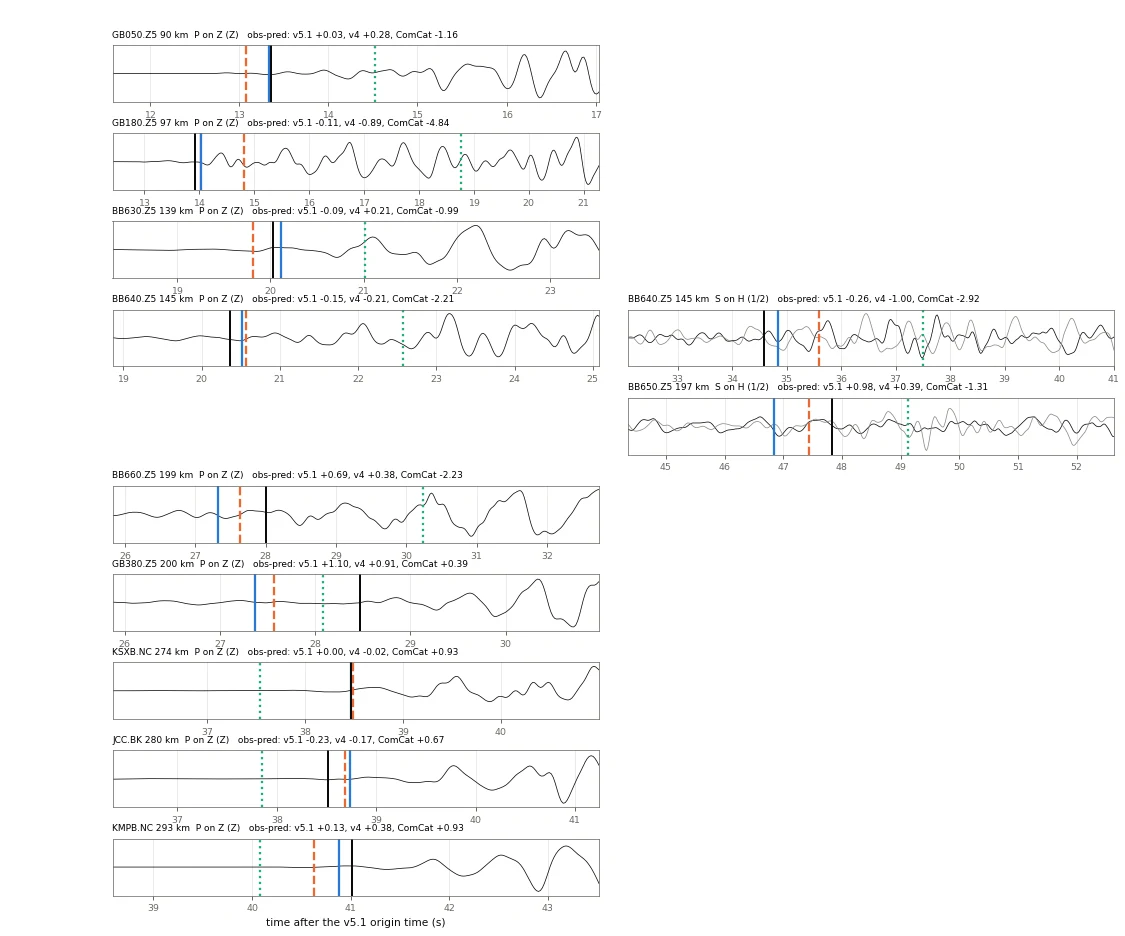 GB050.Z5 90 km P on Z (Z) obs-pred: v5.1 +0.03, v4 +0.28, ComCat -1.16
12 13 14 15 16 17
GB180.Z5 97 km P on Z (Z) obs-pred: v5.1 -0.11, v4 -0.89, ComCat -4.84
13 14 15 16 17 18 19 20 21
BB630.Z5 139 km P on Z (Z) obs-pred: v5.1 -0.09, v4 +0.21, ComCat -0.99
19 20 21 22 23
BB640.Z5 145 km P on Z (Z) obs-pred: v5.1 -0.15, v4 -0.21, ComCat -2.21
19 20 21 22 23 24 25
BB640.Z5 145 km S on H (1/2) obs-pred: v5.1 -0.26, v4 -1.00, ComCat -2.92
33 34 35 36 37 38 39 40 41
BB650.Z5 197 km S on H (1/2) obs-pred: v5.1 +0.98, v4 +0.39, ComCat -1.31
45 46 47 48 49 50 51 52
BB660.Z5 199 km P on Z (Z) obs-pred: v5.1 +0.69, v4 +0.38, ComCat -2.23
26 27 28 29 30 31 32
GB380.Z5 200 km P on Z (Z) obs-pred: v5.1 +1.10, v4 +0.91, ComCat +0.39
26 27 28 29 30
KSXB.NC 274 km P on Z (Z) obs-pred: v5.1 +0.00, v4 -0.02, ComCat +0.93
37 38 39 40
JCC.BK 280 km P on Z (Z) obs-pred: v5.1 -0.23, v4 -0.17, ComCat +0.67
37 38 39 40 41
KMPB.NC 293 km P on Z (Z) obs-pred: v5.1 +0.13, v4 +0.38, ComCat +0.93
39 40 41 42 43
time after the v5.1 origin time (s)